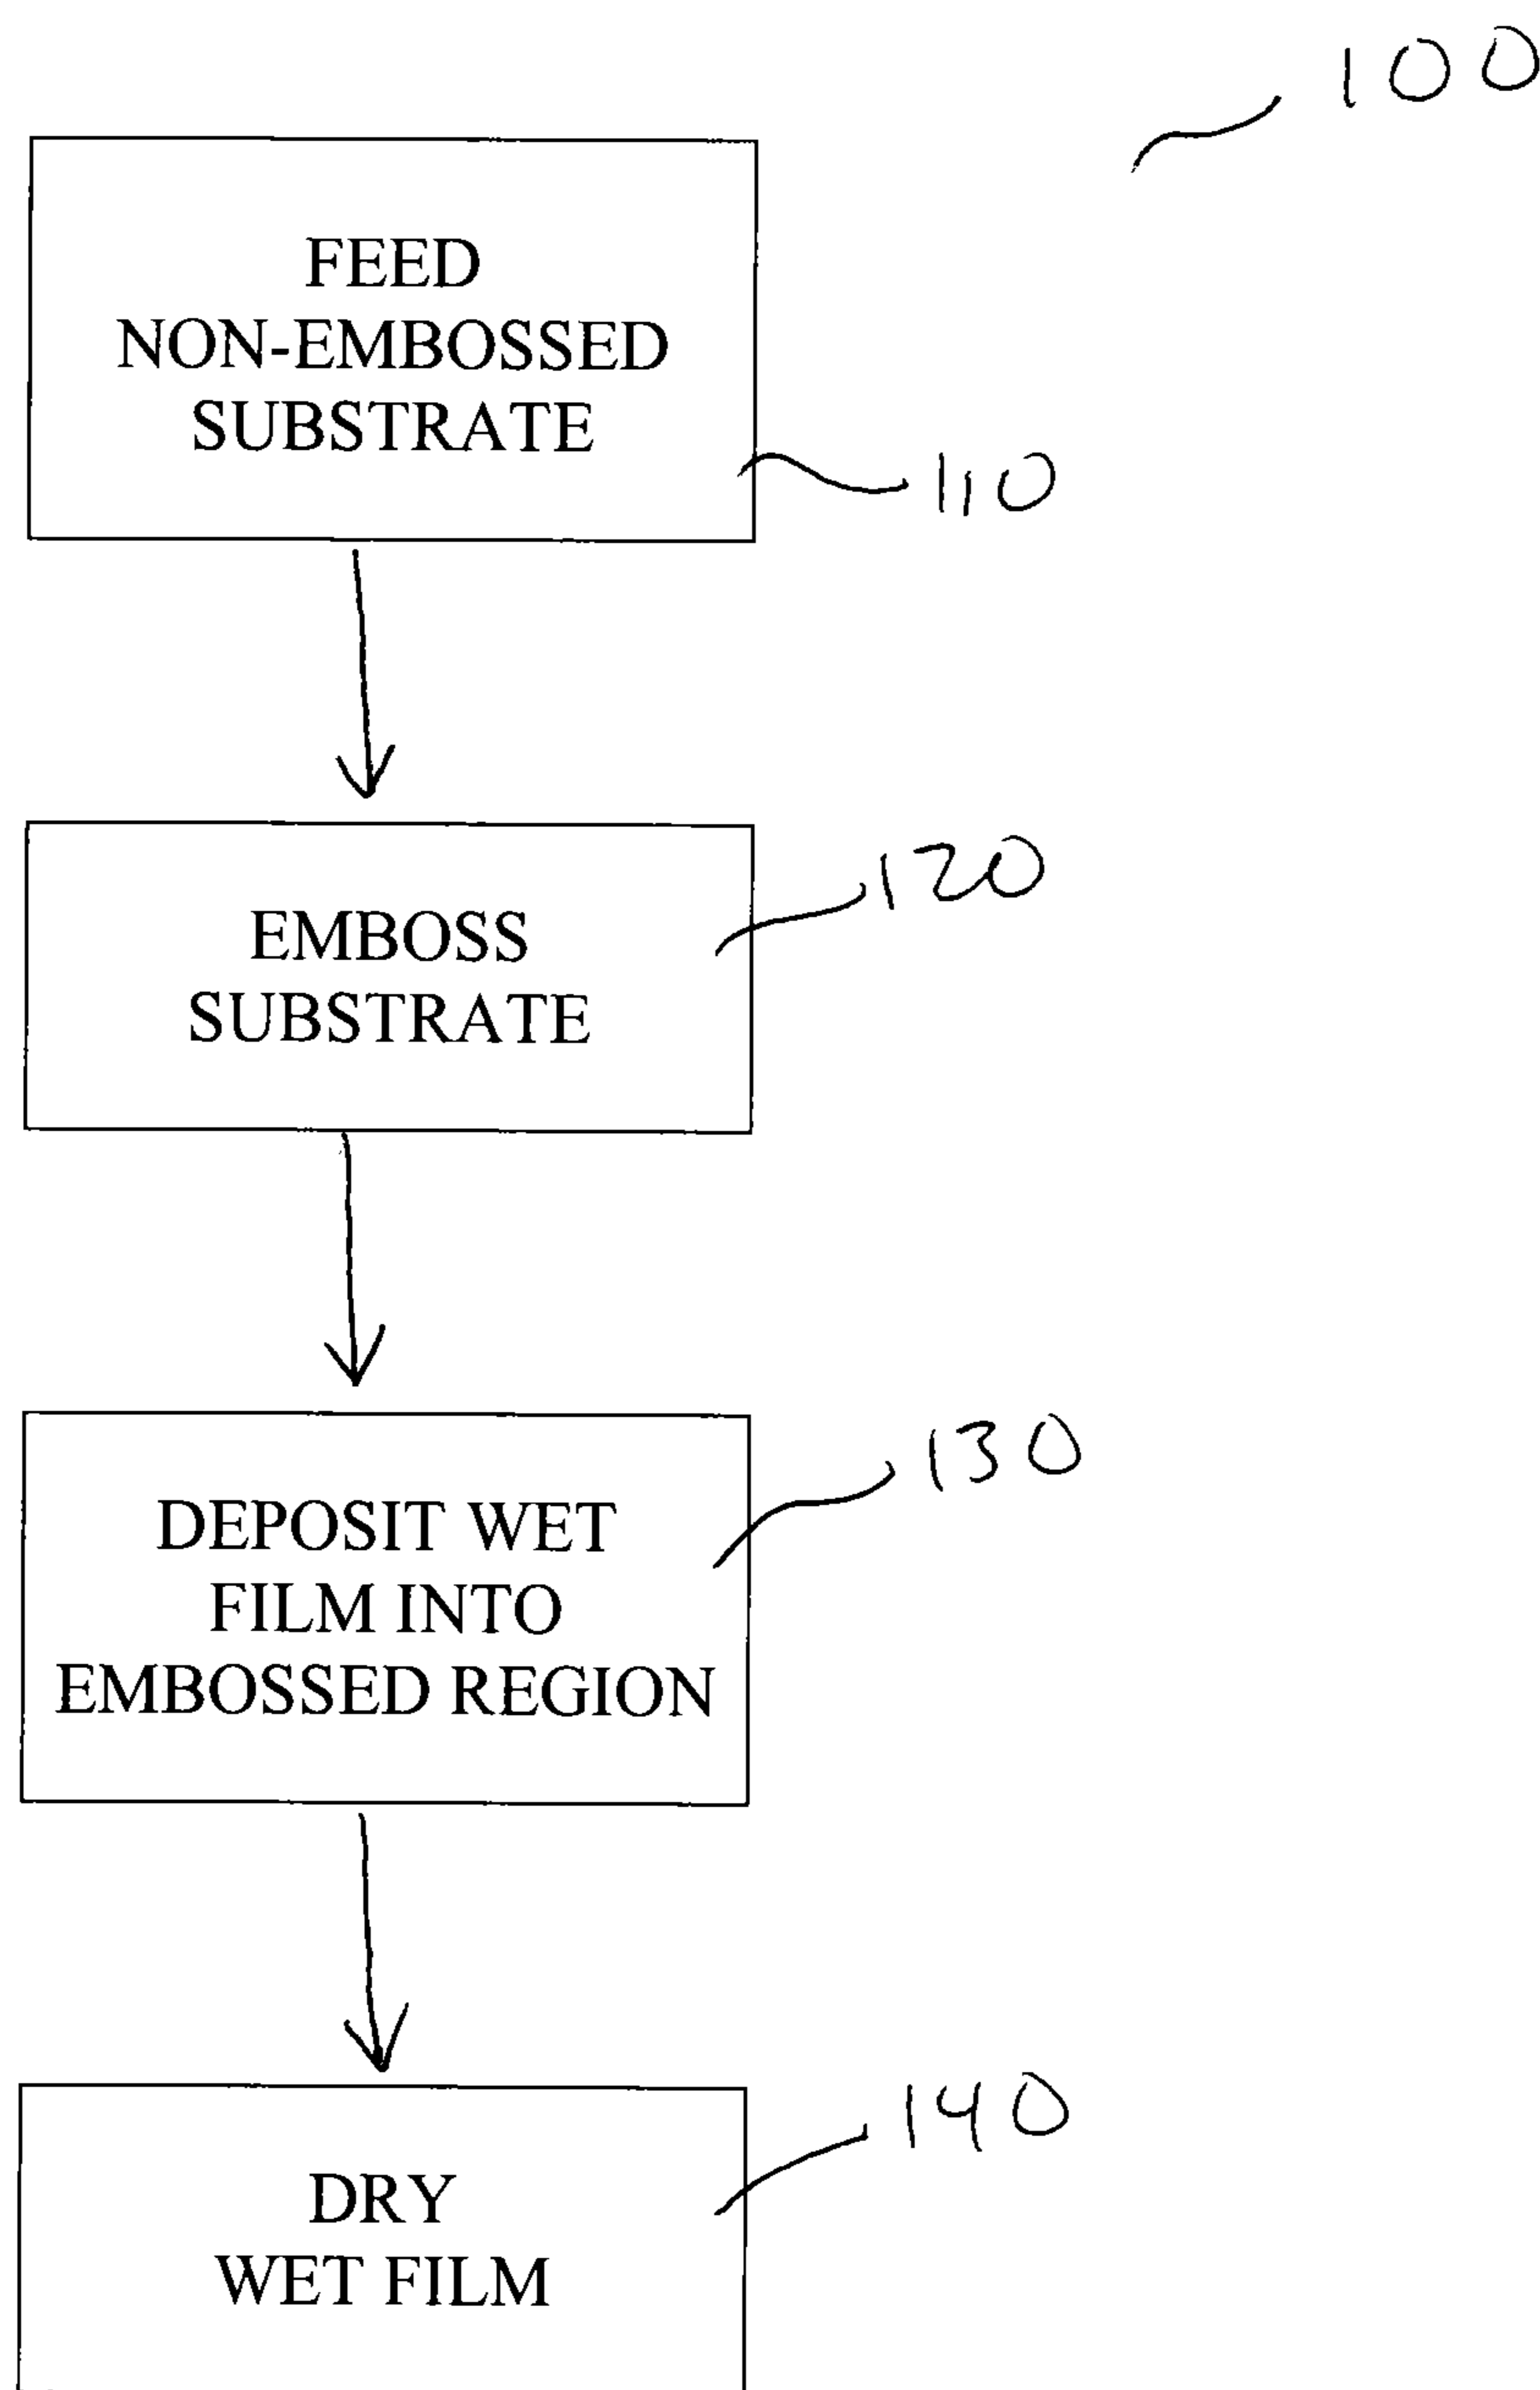 100
FEED
NON-EMBOSSED
SUBSTRATE
110
EMBOSS
SUBSTRATE
120
DEPOSIT WET
FILM INTO
EMBOSSED REGION
130
DRY
WET FILM
140